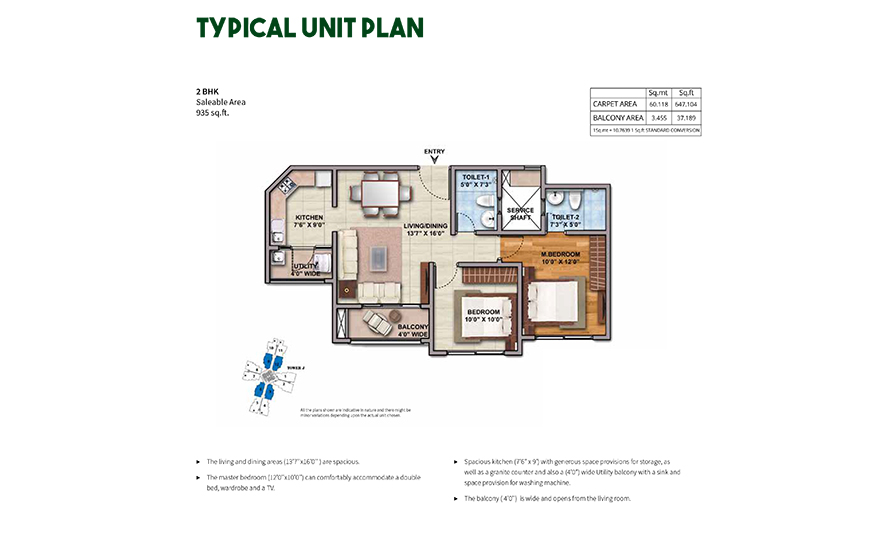 TYPICAL UNIT PLAN
2 BHK
Saleable Area
935 sq.ft.
Sq.mt Sq.ft
CARPET AREA 60.118 647.104
BALCONY AREA 3.455 37.189
1Sq.mt = 10.7639 1 Sq.ft STANDARD CONVERSION
ENTRY
TOILET-1
5'0" X 7'3"
KITCHEN
7'6" X 9'0"
LIVING/DINING
13'7" X 16'0"
SERVICE
SHAFT
TOILET-2
7'3" X 5'0"
UTILITY
4'0" WIDE
M.BEDROOM
10'0" X 12'0"
BEDROOM
10'0" X 10'0"
BALCONY
4'0" WIDE
TOWER J
All the plans shown are indicative in nature and there might be
minor variations depending upon the actual unit chosen.
▸ The living and dining areas (13'7"x16'0" ) are spacious.
▸ The master bedroom (12'0"x10'0") can comfortably accommodate a double
bed, wardrobe and a TV.
▸ Spacious kitchen (7'6" x 9') with generous space provisions for storage, as
well as a granite counter and also a (4'0") wide Utility balcony with a sink and
space provision for washing machine.
▸ The balcony ( 4'0" ) is wide and opens from the living room.